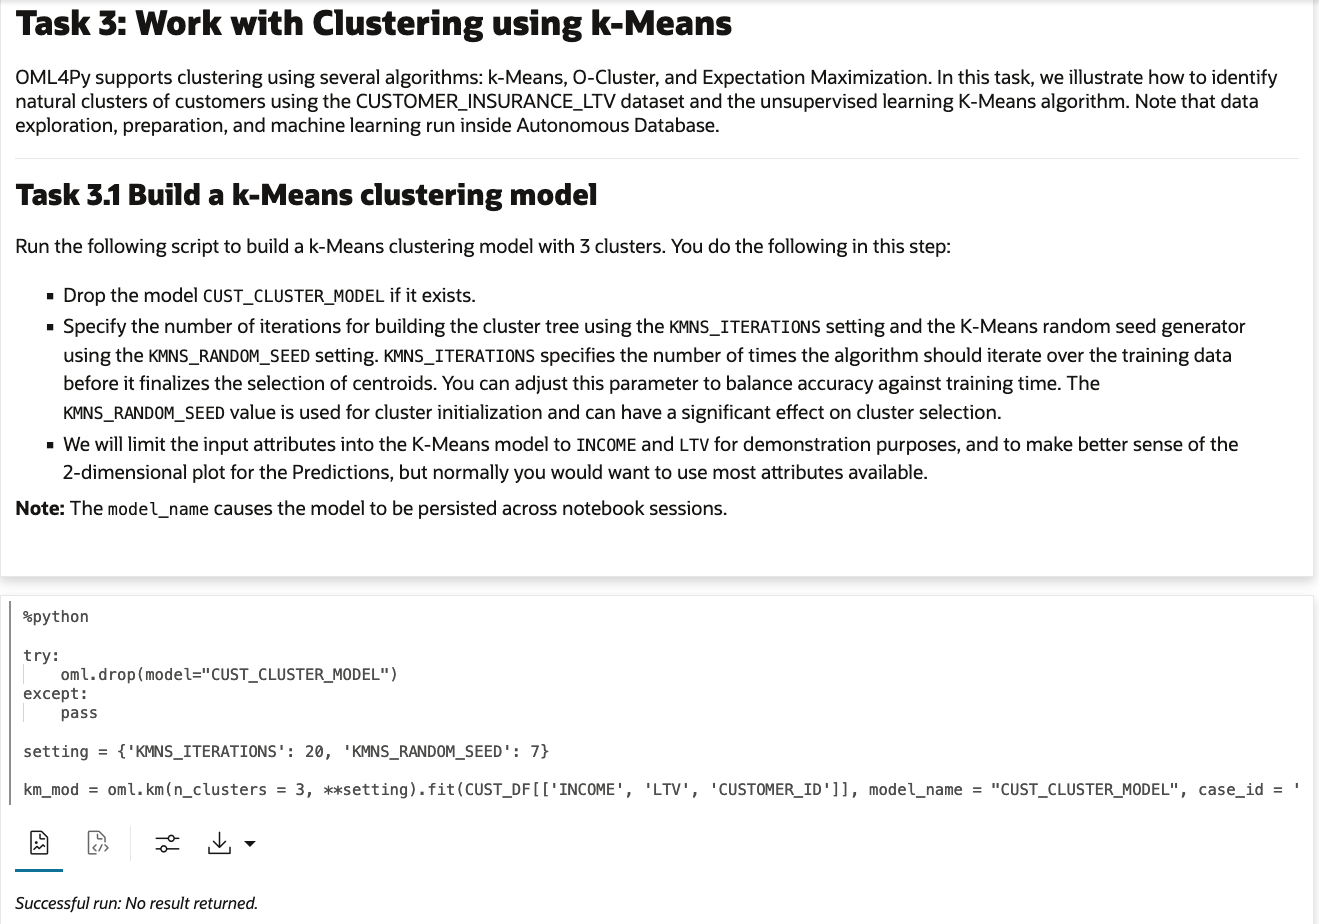 Task 3: Work with Clustering using k-Means
OML4Py supports clustering using several algorithms: k-Means, O-Cluster, and Expectation Maximization. In this task, we illustrate how to identify
natural clusters of customers using the CUSTOMER_INSURANCE_LTV dataset and the unsupervised learning K-Means algorithm. Note that data
exploration, preparation, and machine learning run inside Autonomous Database.
Task 3.1 Build a k-Means clustering model
Run the following script to build a k-Means clustering model with 3 clusters. You do the following in this step:
▪ Drop the model CUST_CLUSTER_MODEL if it exists.
▪ Specify the number of iterations for building the cluster tree using the KMNS_ITERATIONS setting and the K-Means random seed generator
using the KMNS_RANDOM_SEED setting. KMNS_ITERATIONS specifies the number of times the algorithm should iterate over the training data
before it finalizes the selection of centroids. You can adjust this parameter to balance accuracy against training time. The
KMNS_RANDOM_SEED value is used for cluster initialization and can have a significant effect on cluster selection.
▪ We will limit the input attributes into the K-Means model to INCOME and LTV for demonstration purposes, and to make better sense of the
2-dimensional plot for the Predictions, but normally you would want to use most attributes available.
Note: The model_name causes the model to be persisted across notebook sessions.
%python
try:
    oml.drop(model="CUST_CLUSTER_MODEL")
except:
    pass
setting = {'KMNS_ITERATIONS': 20, 'KMNS_RANDOM_SEED': 7}
km_mod = oml.km(n_clusters = 3, **setting).fit(CUST_DF[['INCOME', 'LTV', 'CUSTOMER_ID']], model_name = "CUST_CLUSTER_MODEL", case_id = '
Successful run: No result returned.